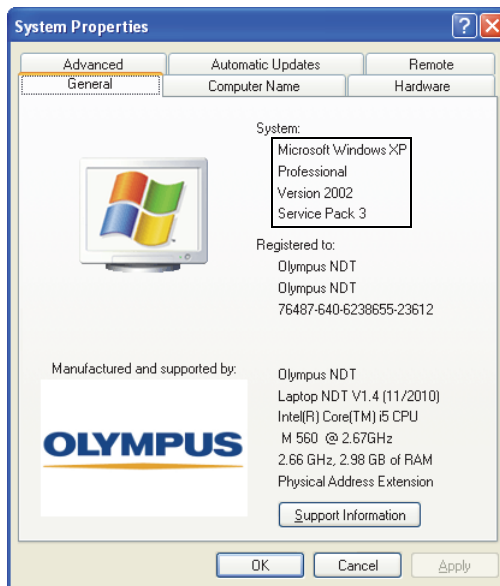 System Properties
Advanced
Automatic Updates
Remote
General
Computer Name
Hardware
System:
Microsoft Windows XP
Professional
Version 2002
Service Pack 3
Registered to:
Olympus NDT
Olympus NDT
76487-640-6238655-23612
Manufactured and supported by:
OLYMPUS
Olympus NDT
Laptop NDT V1.4 (11/2010)
Intel(R) Core(TM) i5 CPU
M 560 @ 2.67GHz
2.66 GHz, 2.98 GB of RAM
Physical Address Extension
Support Information
OK
Cancel
Apply